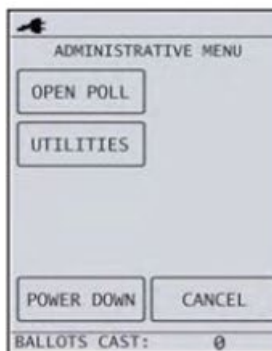 ADMINISTRATIVE MENU
OPEN POLL
UTILITIES
POWER DOWN CANCEL
BALLOTS CAST: 0